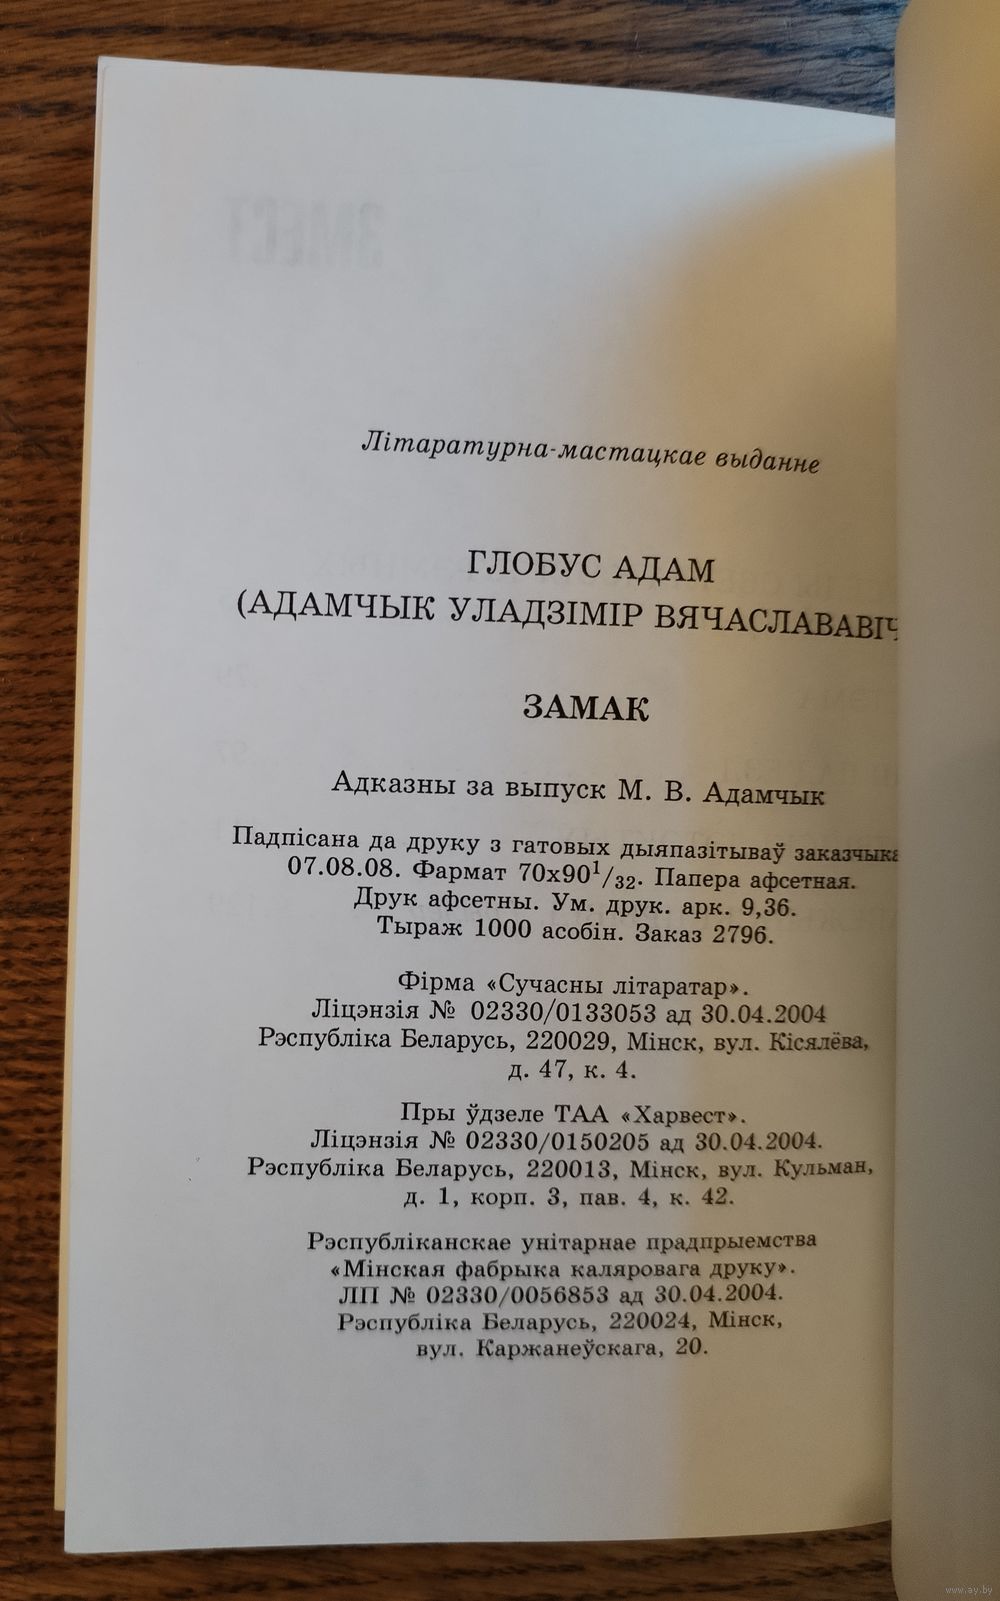 Літаратурна-мастацкае выданне
ГЛОБУС АДАМ
(АДАМЧЫК УЛАДЗІМІР ВЯЧАСЛАВАВІЧ
ЗАМАК
Адказны за выпуск М. В. Адамчык
Падпісана да друку з гатовых дыяпазітываў заказчыка
07.08.08. Фармат 70х90¹/₃₂. Папера афсетная.
Друк афсетны. Ум. друк. арк. 9,36.
Тыраж 1000 асобін. Заказ 2796.
Фірма «Сучасны літаратар».
Ліцэнзія № 02330/0133053 ад 30.04.2004
Рэспубліка Беларусь, 220029, Мінск, вул. Кісялёва,
д. 47, к. 4.
Пры ўдзеле ТАА «Харвест».
Ліцэнзія № 02330/0150205 ад 30.04.2004.
Рэспубліка Беларусь, 220013, Мінск, вул. Кульман,
д. 1, корп. 3, пав. 4, к. 42.
Рэспубліканскае унітарнае прадпрыемства
«Мінская фабрыка каляровага друку».
ЛП № 02330/0056853 ад 30.04.2004.
Рэспубліка Беларусь, 220024, Мінск,
вул. Каржанеўскага, 20.
www.ay.by